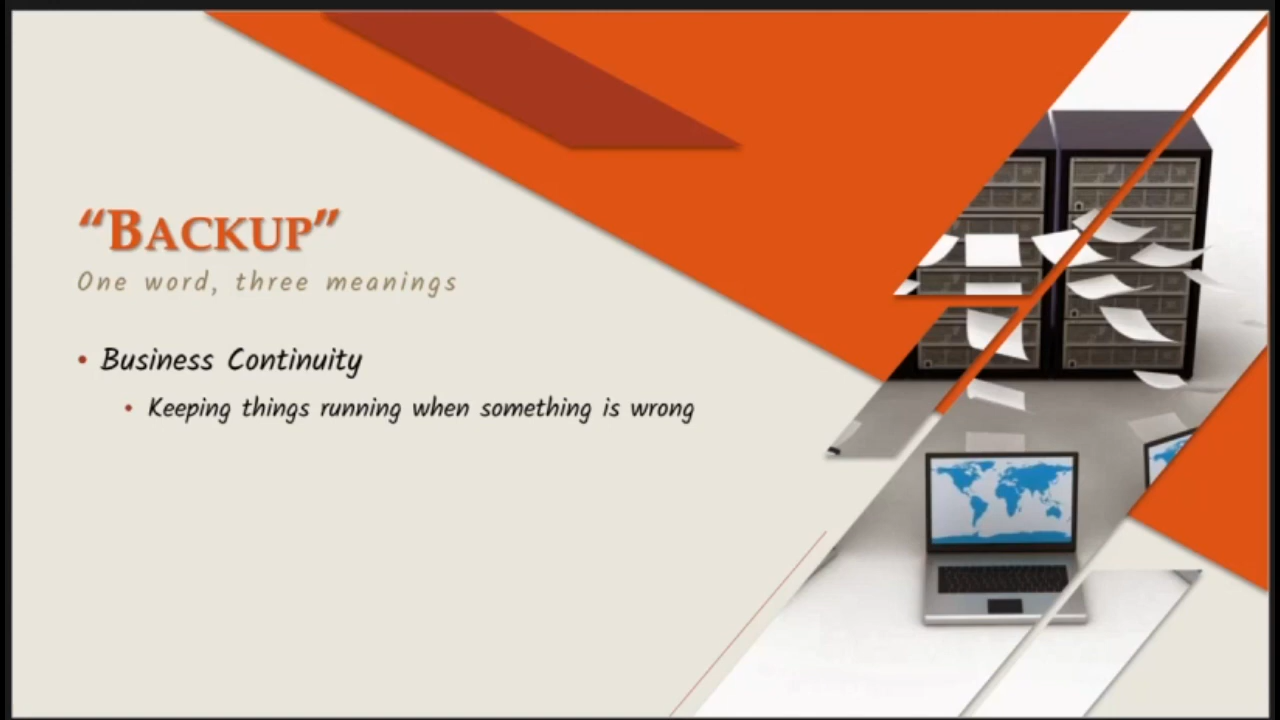 “Backup”
One word, three meanings
• Business Continuity
• Keeping things running when something is wrong